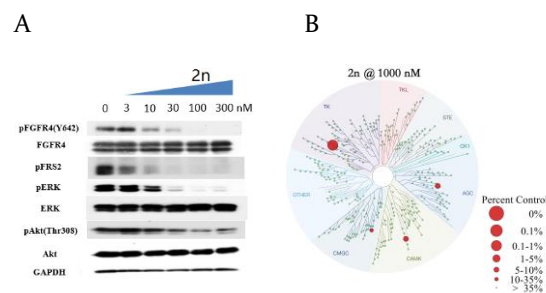 A
B
2n
0 3 10 30 100 300 nM
pFGFR4(Y642)
FGFR4
pFRS2
pERK
ERK
pAkt(Thr308)
Akt
GAPDH
2n @ 1000 nM
TK
TKL
STE
CK1
AGC
CAMK
CMGC
OTHER
Percent Control
0%
0.1%
0.1-1%
1-5%
5-10%
10-35%
> 35%